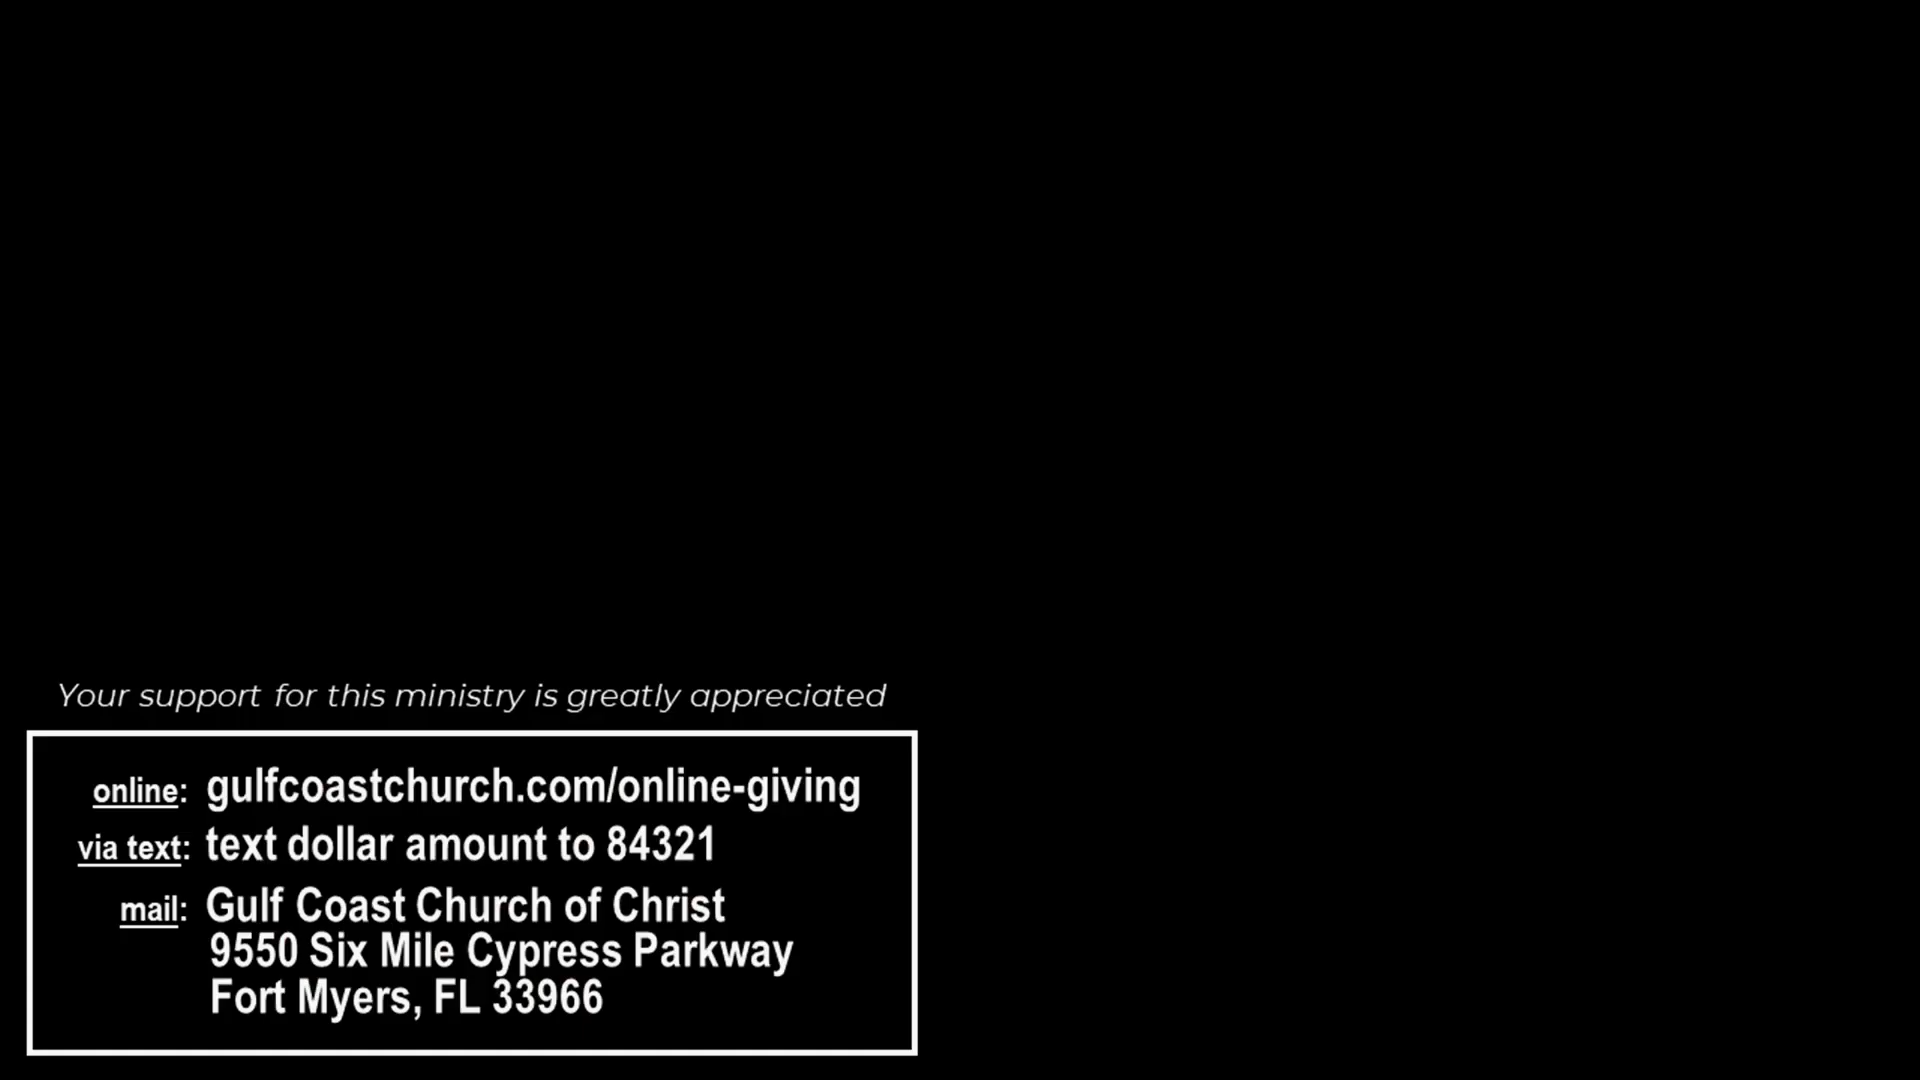 Your support for this ministry is greatly appreciated
online: gulfcoastchurch.com/online-giving
via text: text dollar amount to 84321
mail: Gulf Coast Church of Christ
9550 Six Mile Cypress Parkway
Fort Myers, FL 33966